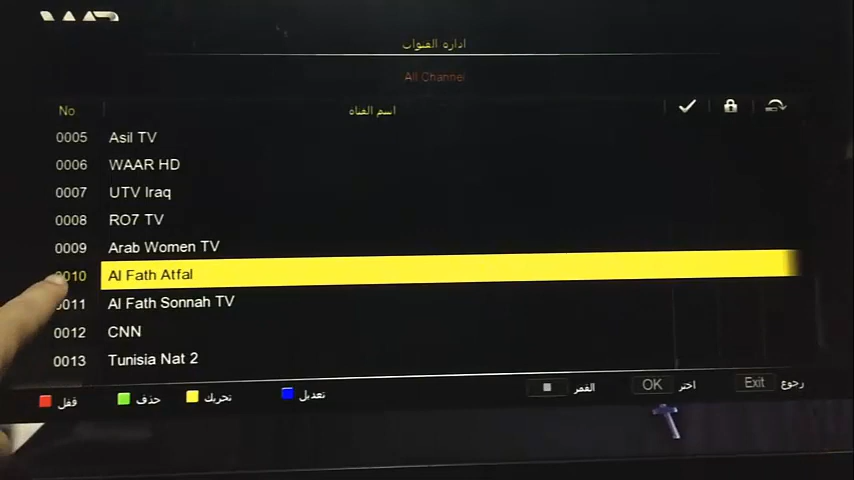 اداره القنوات
All Channel
No اسم القناه
0005 Asil TV
0006 WAAR HD
0007 UTV Iraq
0008 RO7 TV
0009 Arab Women TV
0010 Al Fath Atfal
0011 Al Fath Sonnah TV
0012 CNN
0013 Tunisia Nat 2
قفل حذف تحريك تعديل القمر OK اختر Exit رجوع